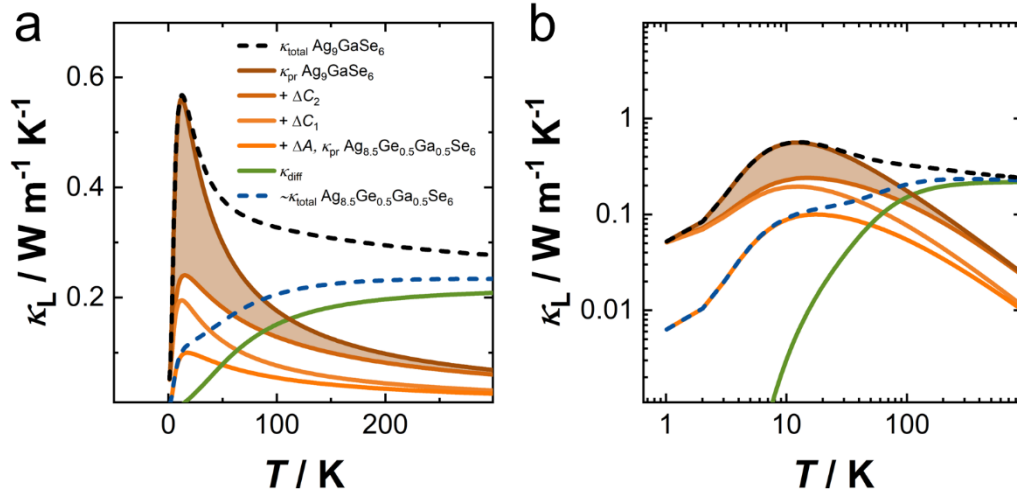 a
κL / W m-1 K-1
0.6
0.4
0.2
κtotal Ag9GaSe6
κpr Ag9GaSe6
+ ΔC2
+ ΔC1
+ ΔA, κpr Ag8.5Ge0.5Ga0.5Se6
κdiff
~κtotal Ag8.5Ge0.5Ga0.5Se6
0 100 200
T / K
b
κL / W m-1 K-1
1
0.1
0.01
1 10 100
T / K